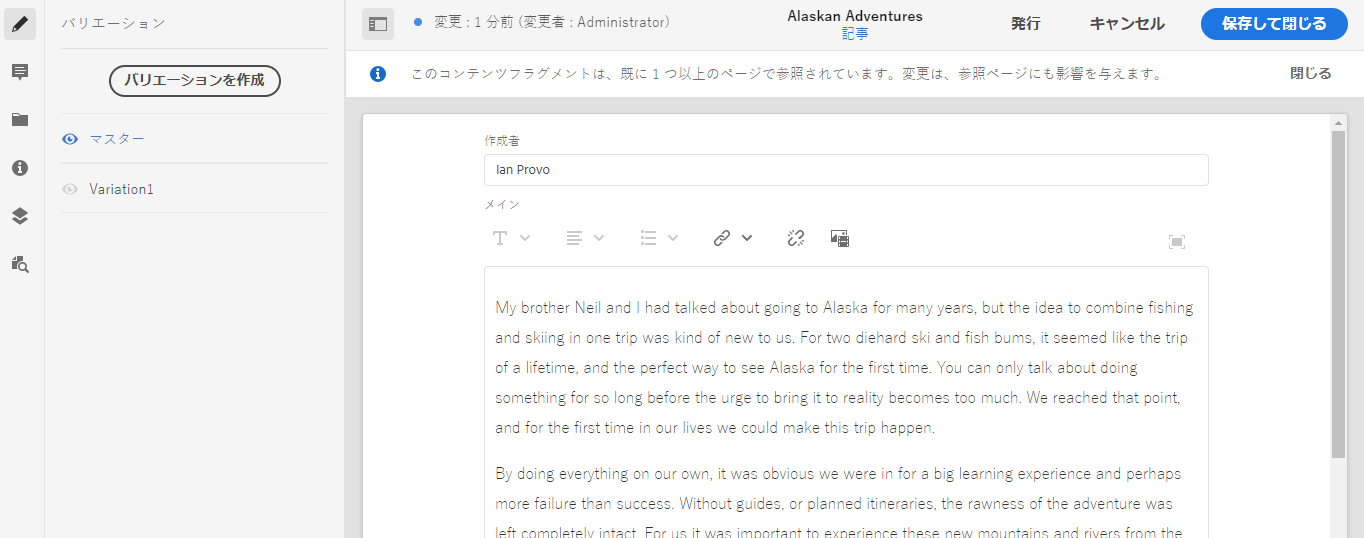 バリエーション
バリエーションを作成
マスター
Variation1
変更 : 1 分前 (変更者 : Administrator)
Alaskan Adventures
記事
発行
キャンセル
保存して閉じる
このコンテンツフラグメントは、既に 1 つ以上のページで参照されています。変更は、参照ページにも影響を与えます。
閉じる
作成者
Ian Provo
メイン
My brother Neil and I had talked about going to Alaska for many years, but the idea to combine fishing
and skiing in one trip was kind of new to us. For two diehard ski and fish bums, it seemed like the trip
of a lifetime, and the perfect way to see Alaska for the first time. You can only talk about doing
something for so long before the urge to bring it to reality becomes too much. We reached that point,
and for the first time in our lives we could make this trip happen.
By doing everything on our own, it was obvious we were in for a big learning experience and perhaps
more failure than success. Without guides, or planned itineraries, the rawness of the adventure was
left completely intact. For us it was important to experience these new mountains and rivers from the